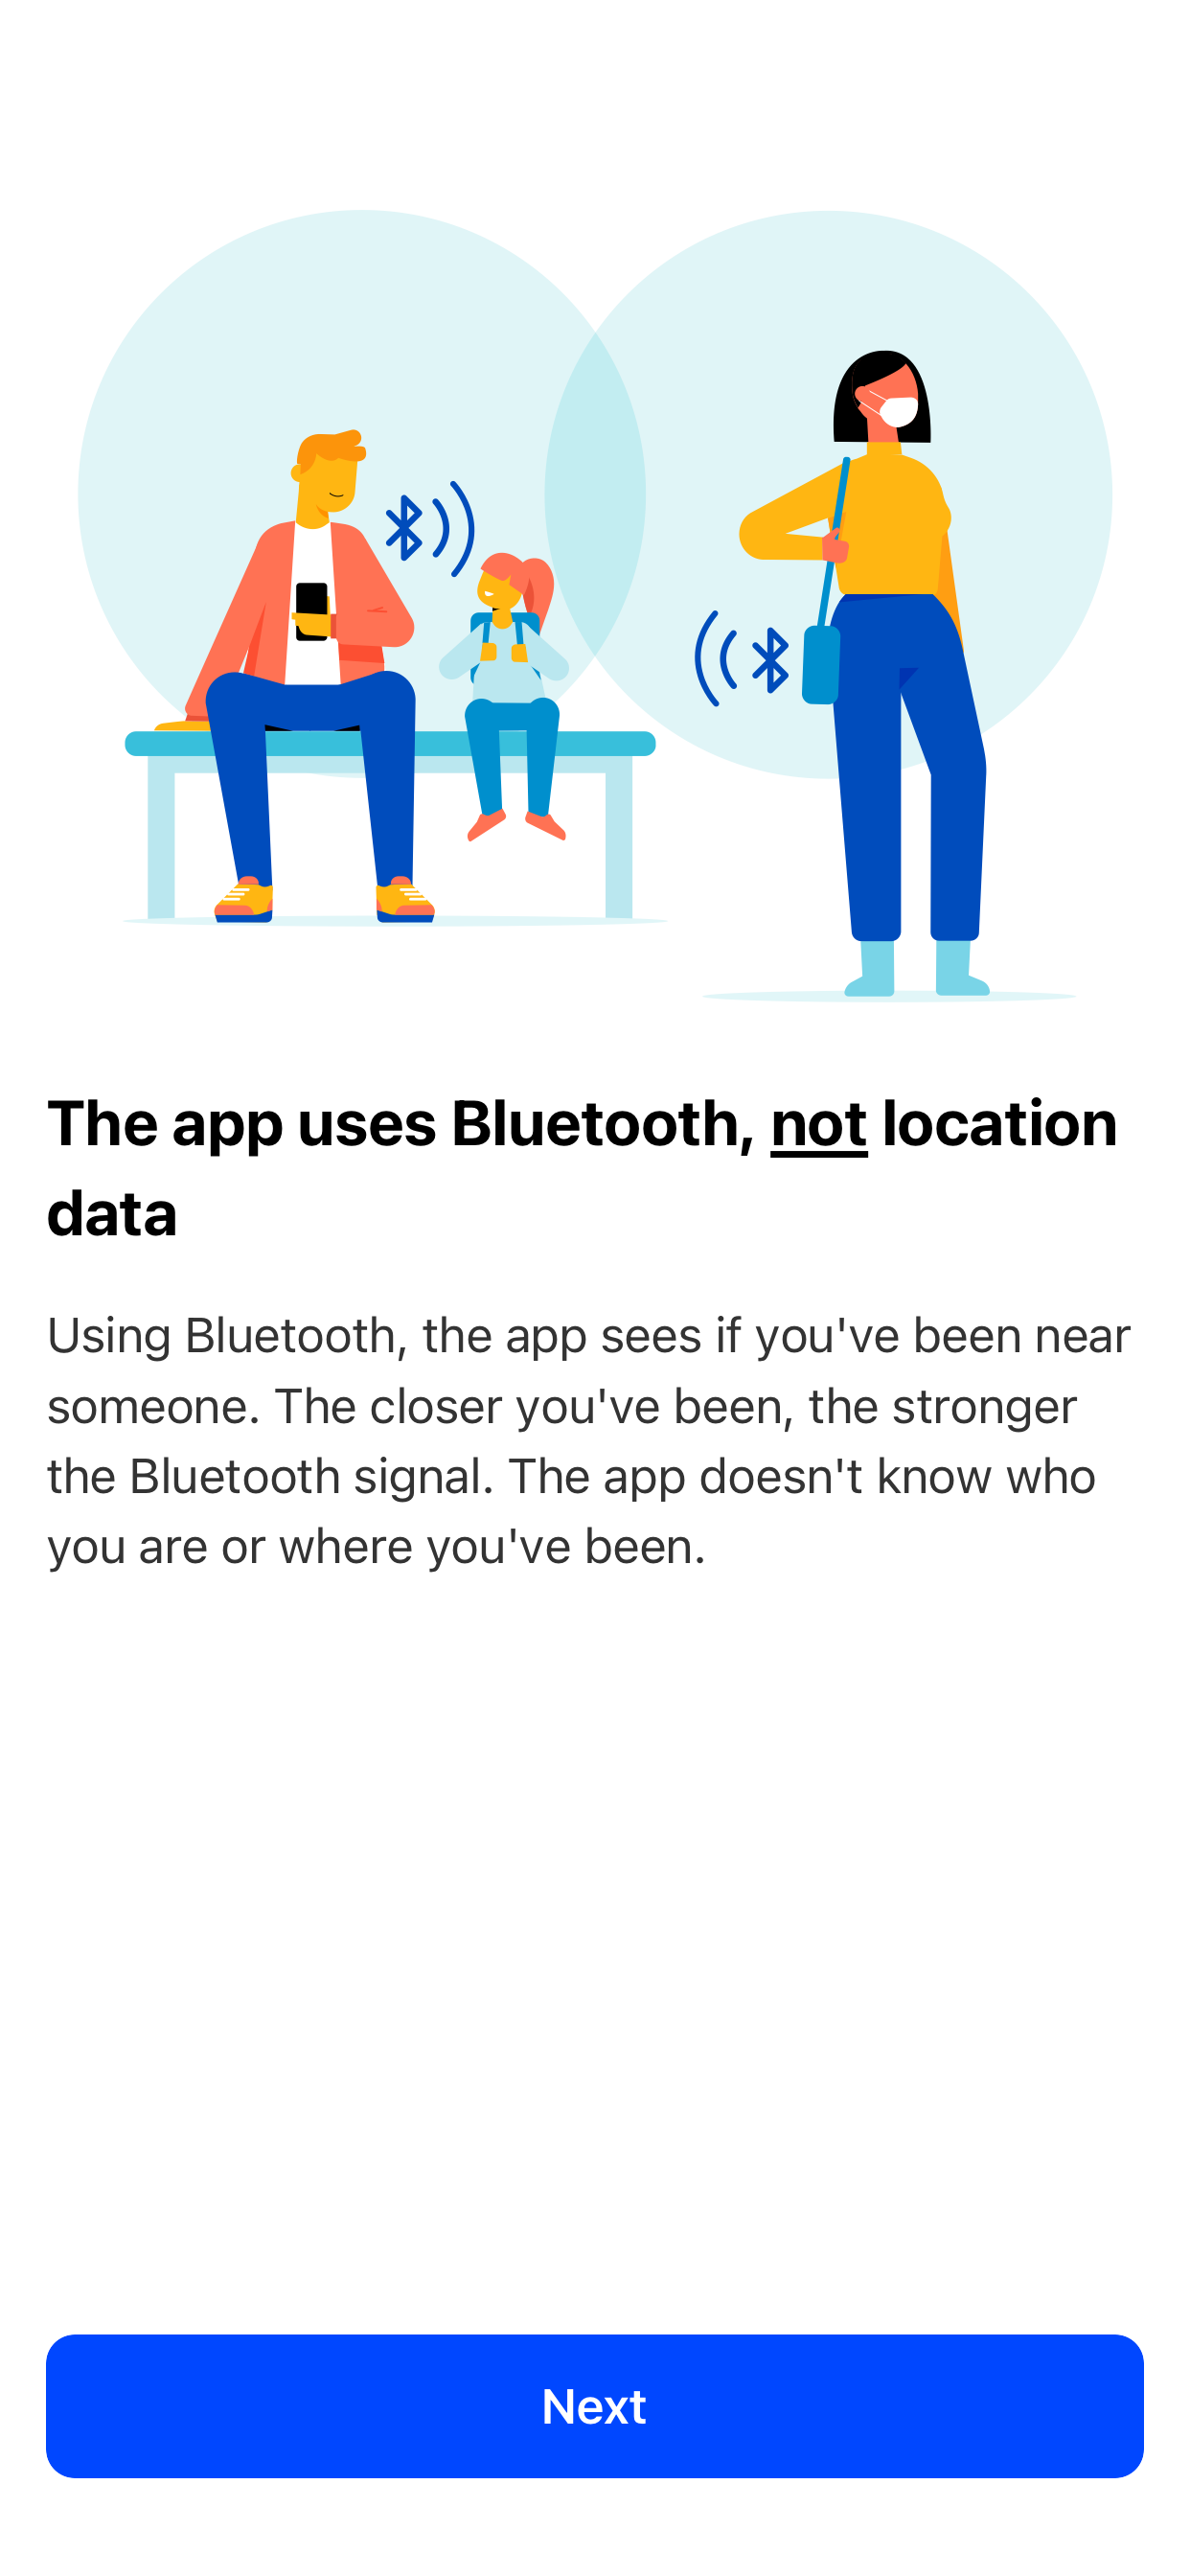 The app uses Bluetooth, not location
data
Using Bluetooth, the app sees if you've been near
someone. The closer you've been, the stronger
the Bluetooth signal. The app doesn't know who
you are or where you've been.
Next